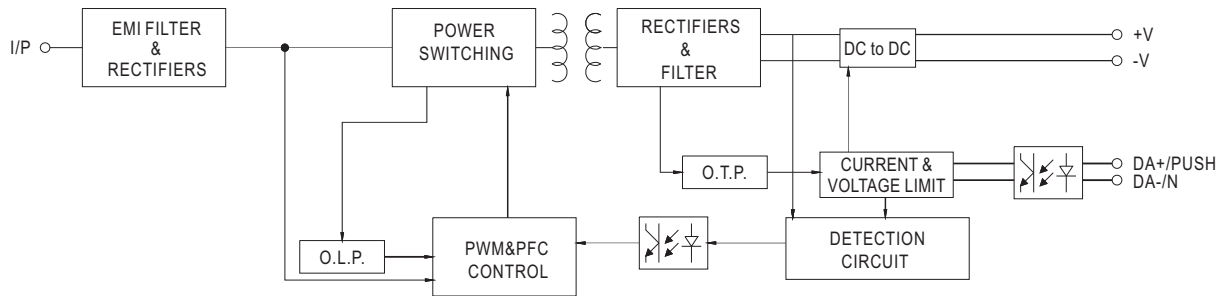 I/P
EMI FILTER
&
RECTIFIERS
POWER
SWITCHING
RECTIFIERS
&
FILTER
DC to DC
+V
-V
O.T.P.
CURRENT &
VOLTAGE LIMIT
DA+/PUSH
DA-/N
O.L.P.
PWM&PFC
CONTROL
DETECTION
CIRCUIT